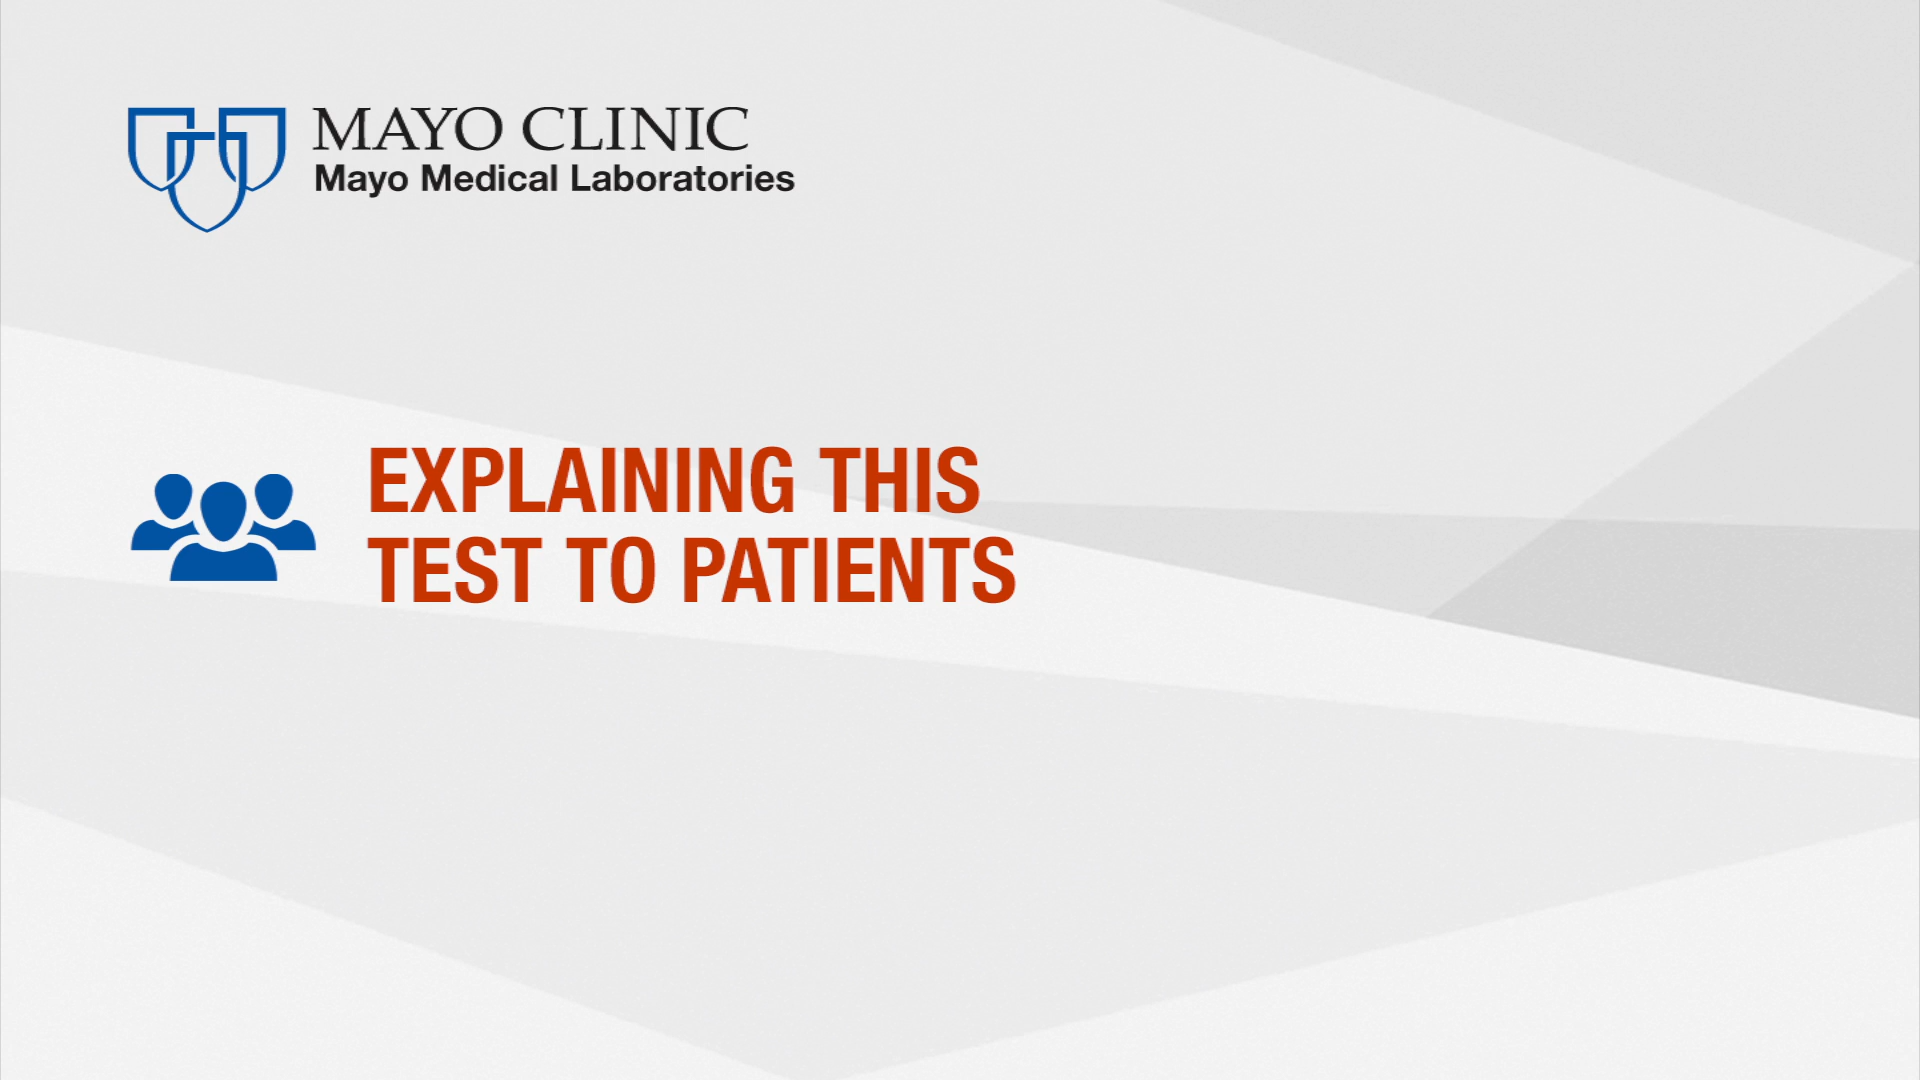 MAYO CLINIC
Mayo Medical Laboratories
EXPLAINING THIS
TEST TO PATIENTS